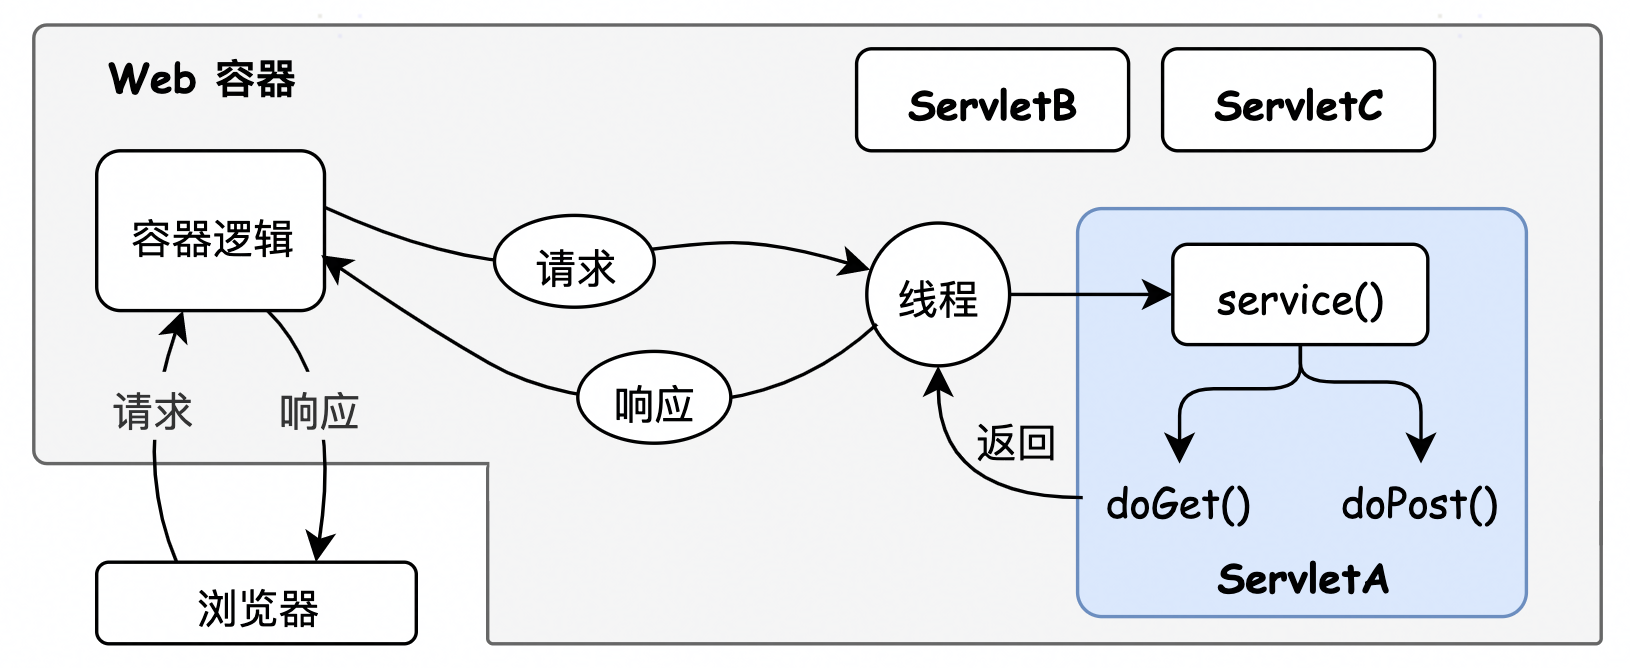 Web 容器
ServletB
ServletC
容器逻辑
请求
线程
service()
响应
请求
响应
返回
doGet()
doPost()
ServletA
浏览器